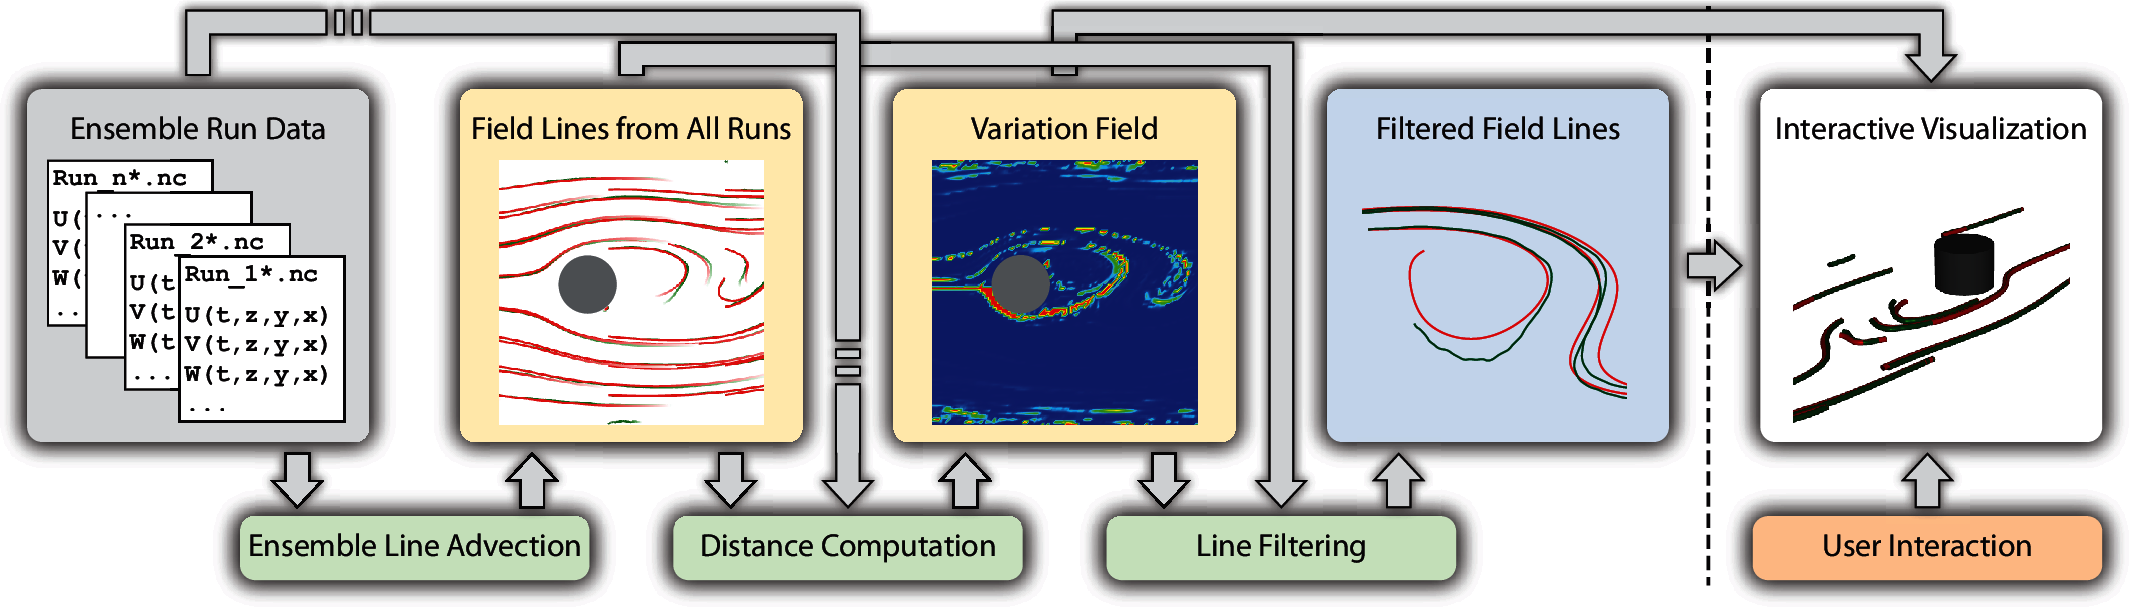 Ensemble Run Data
Run_n*.nc
U(
V(
W(
..
...
Run_2*.nc
U(t
V(t
W(t
...
Run_1*.nc
U(t,z,y,x)
V(t,z,y,x)
W(t,z,y,x)
...
Field Lines from All Runs
Variation Field
Filtered Field Lines
Interactive Visualization
Ensemble Line Advection
Distance Computation
Line Filtering
User Interaction